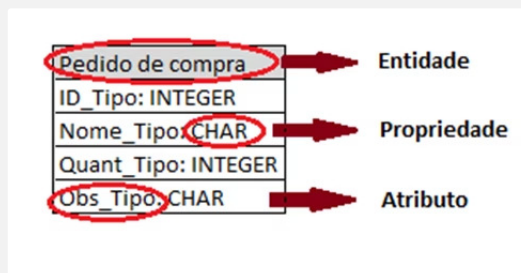 Pedido de compra Entidade
ID_Tipo: INTEGER
Nome_Tipo: CHAR Propriedade
Quant_Tipo: INTEGER
Obs_Tipo: CHAR Atributo